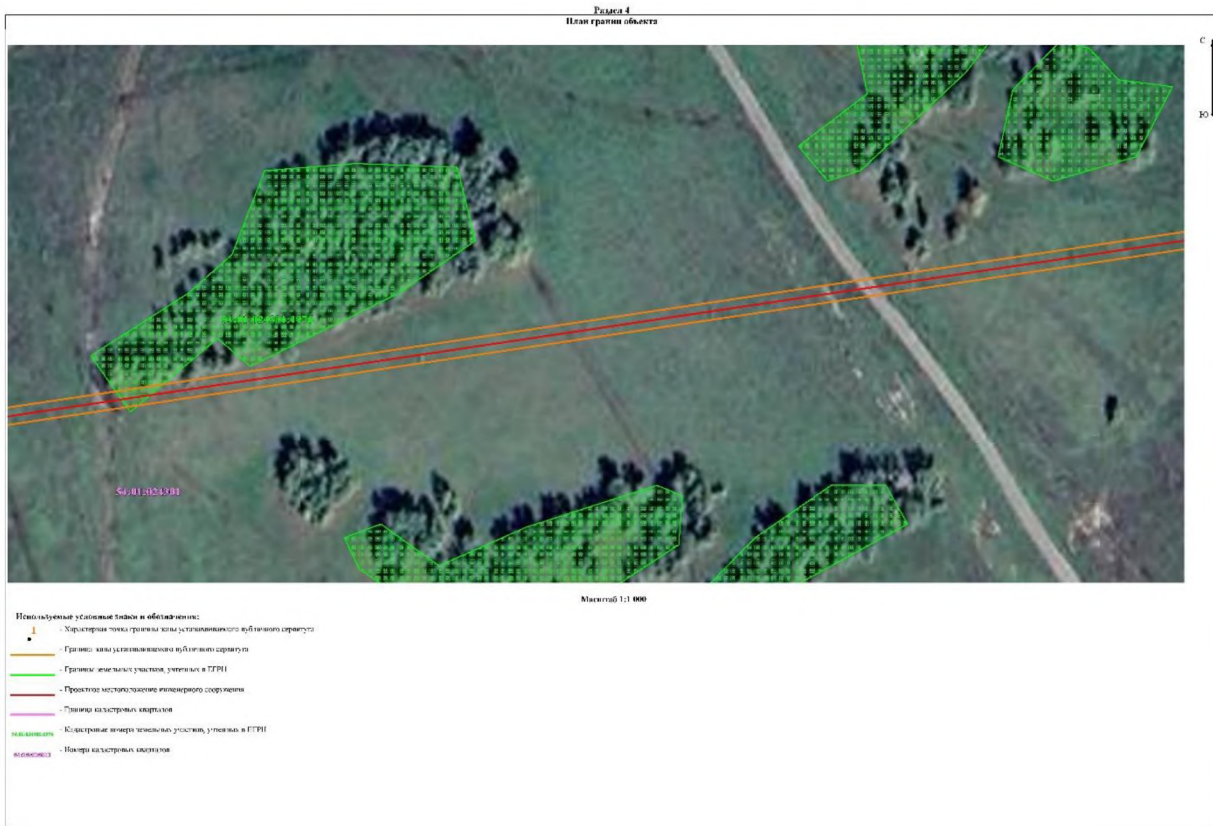 Раздел 4
План границ объекта
С
Ю
54:01:024901
Масштаб 1:1 000
Используемые условные знаки и обозначения:
1
- Характерная точка границы зоны устанавливаемого публичного сервитута
- Граница зоны устанавливаемого публичного сервитута
- Границы земельных участков, учтенных в ЕГРН
- Проектное местоположение инженерного сооружения
- Граница кадастровых кварталов
- Кадастровые номера земельных участков, учтенных в ЕГРН
- Номера кадастровых кварталов